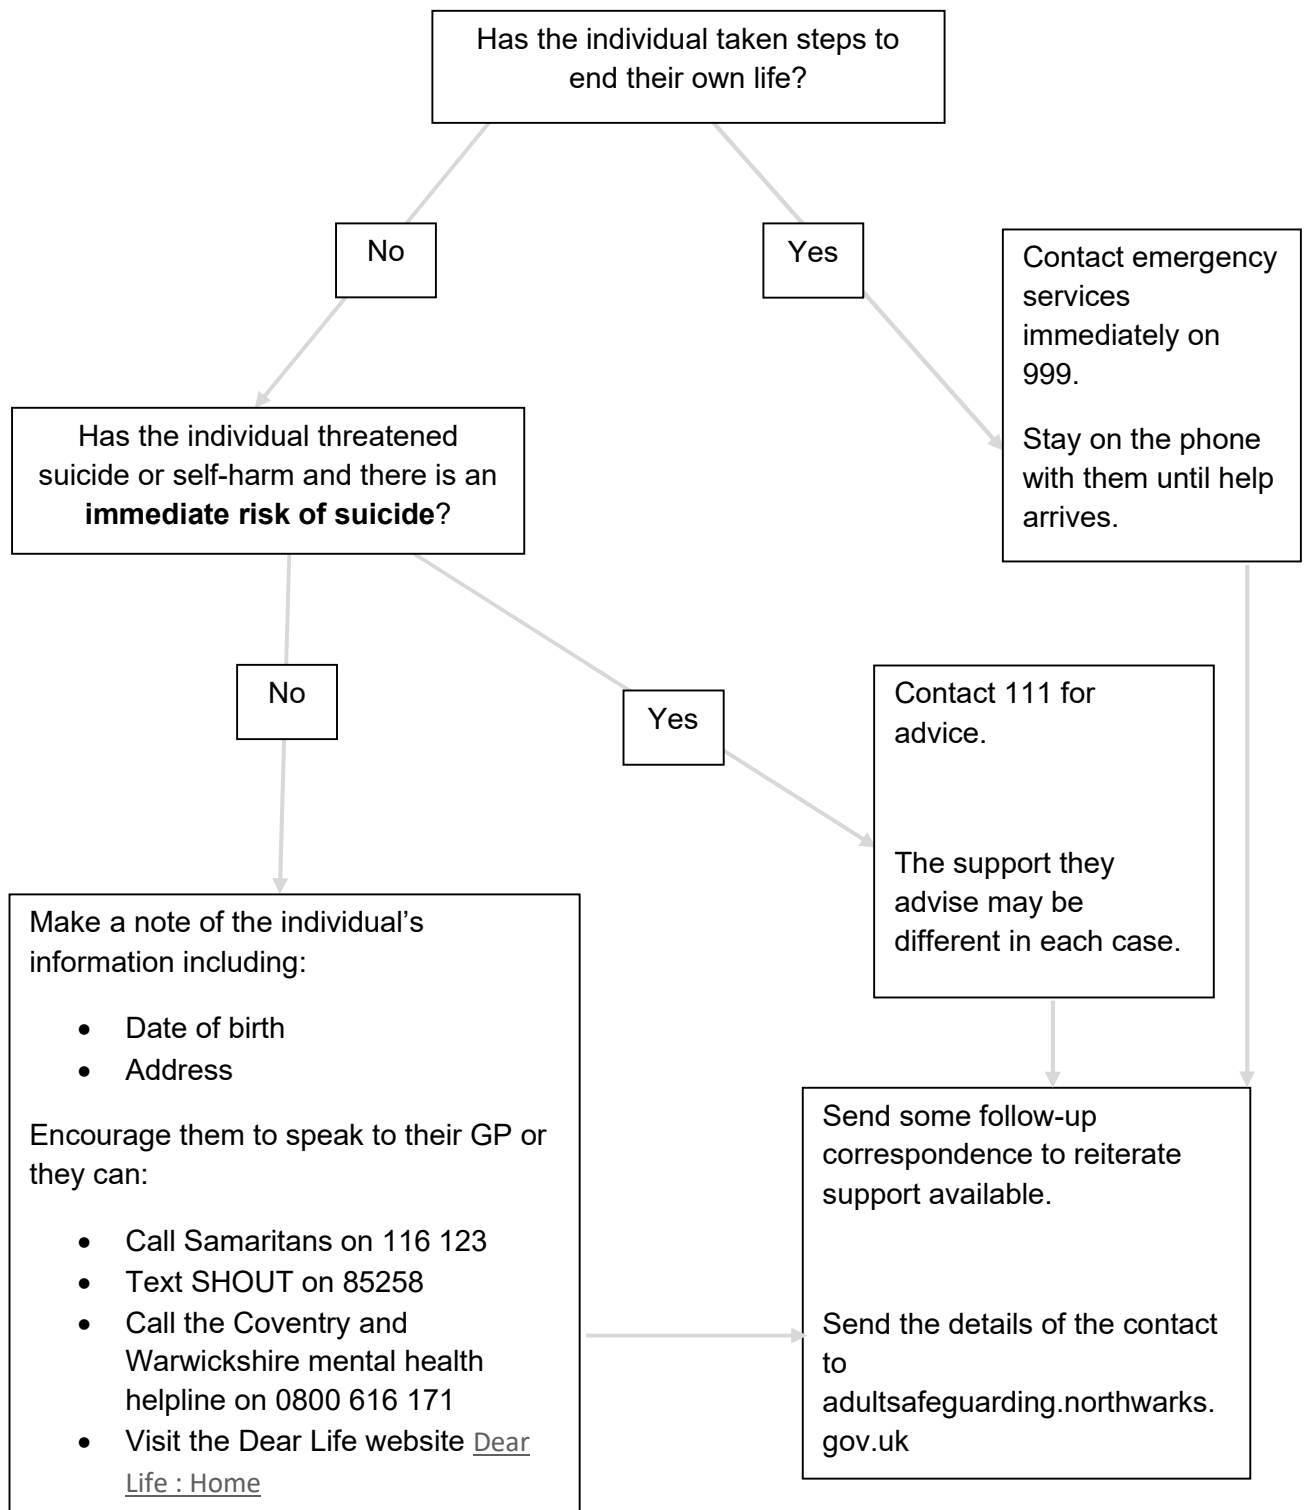 Has the individual taken steps to
end their own life?
No
Yes
Contact emergency
services
immediately on
999.
Stay on the phone
with them until help
arrives.
Has the individual threatened
suicide or self-harm and there is an
immediate risk of suicide?
No
Yes
Contact 111 for
advice.
The support they
advise may be
different in each case.
Make a note of the individual’s
information including:
• Date of birth
• Address
Encourage them to speak to their GP or
they can:
• Call Samaritans on 116 123
• Text SHOUT on 85258
• Call the Coventry and
Warwickshire mental health
helpline on 0800 616 171
• Visit the Dear Life website Dear
Life : Home
Send some follow-up
correspondence to reiterate
support available.
Send the details of the contact
to
adultsafeguarding.northwarks.
gov.uk